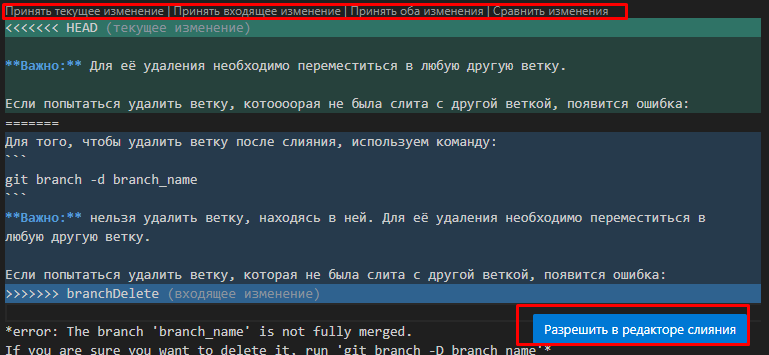 Принять текущее изменение | Принять входящее изменение | Принять оба изменения | Сравнить изменения
<<<<<<< HEAD (текущее изменение)
**Важно:** Для её удаления необходимо переместиться в любую другую ветку.
Если попытаться удалить ветку, котоооорая не была слита с другой веткой, появится ошибка:
=======
Для того, чтобы удалить ветку после слияния, используем команду:
```
git branch -d branch_name
```
**Важно:** нельзя удалить ветку, находясь в ней. Для её удаления необходимо переместиться в
любую другую ветку.
Если попытаться удалить ветку, которая не была слита с другой веткой, появится ошибка:
>>>>>>> branchDelete (входящее изменение)
Разрешить в редакторе слияния
*error: The branch 'branch_name' is not fully merged.
If you are sure you want to delete it, run 'git branch -D branch_name'*